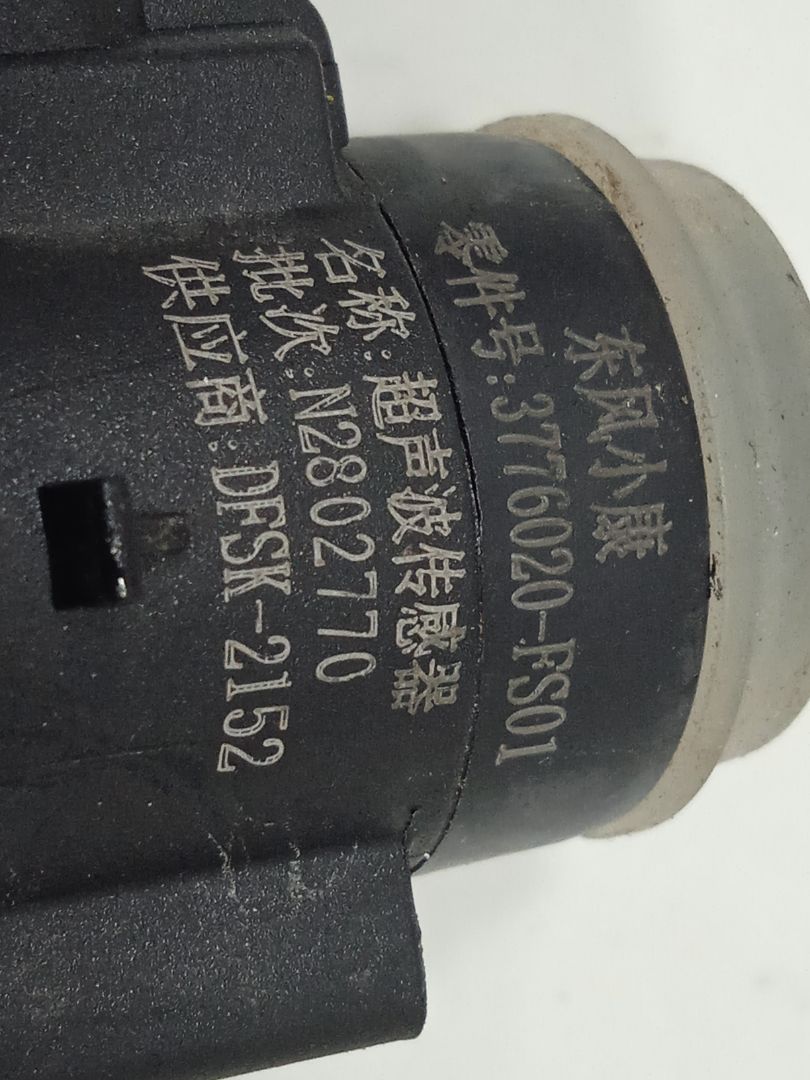 东风小康
零件号:3776020-FS01
名称:超声波传感器
批次:N2802770
供应商:DFSK-2152